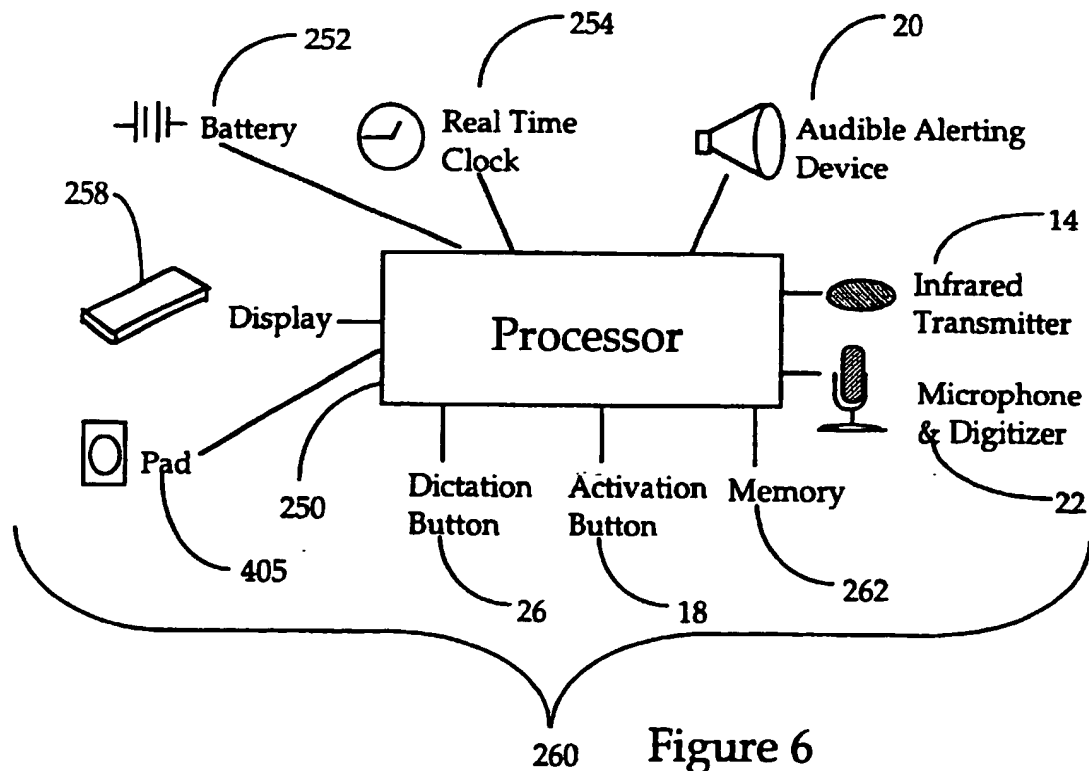 252
254
20
Battery
Real Time
Clock
Audible Alerting
Device
258
14
Infrared
Transmitter
Display
Processor
Microphone
& Digitizer
Pad
250
Dictation
Button
Activation
Button
Memory
22
405
26
18
262
260
Figure 6